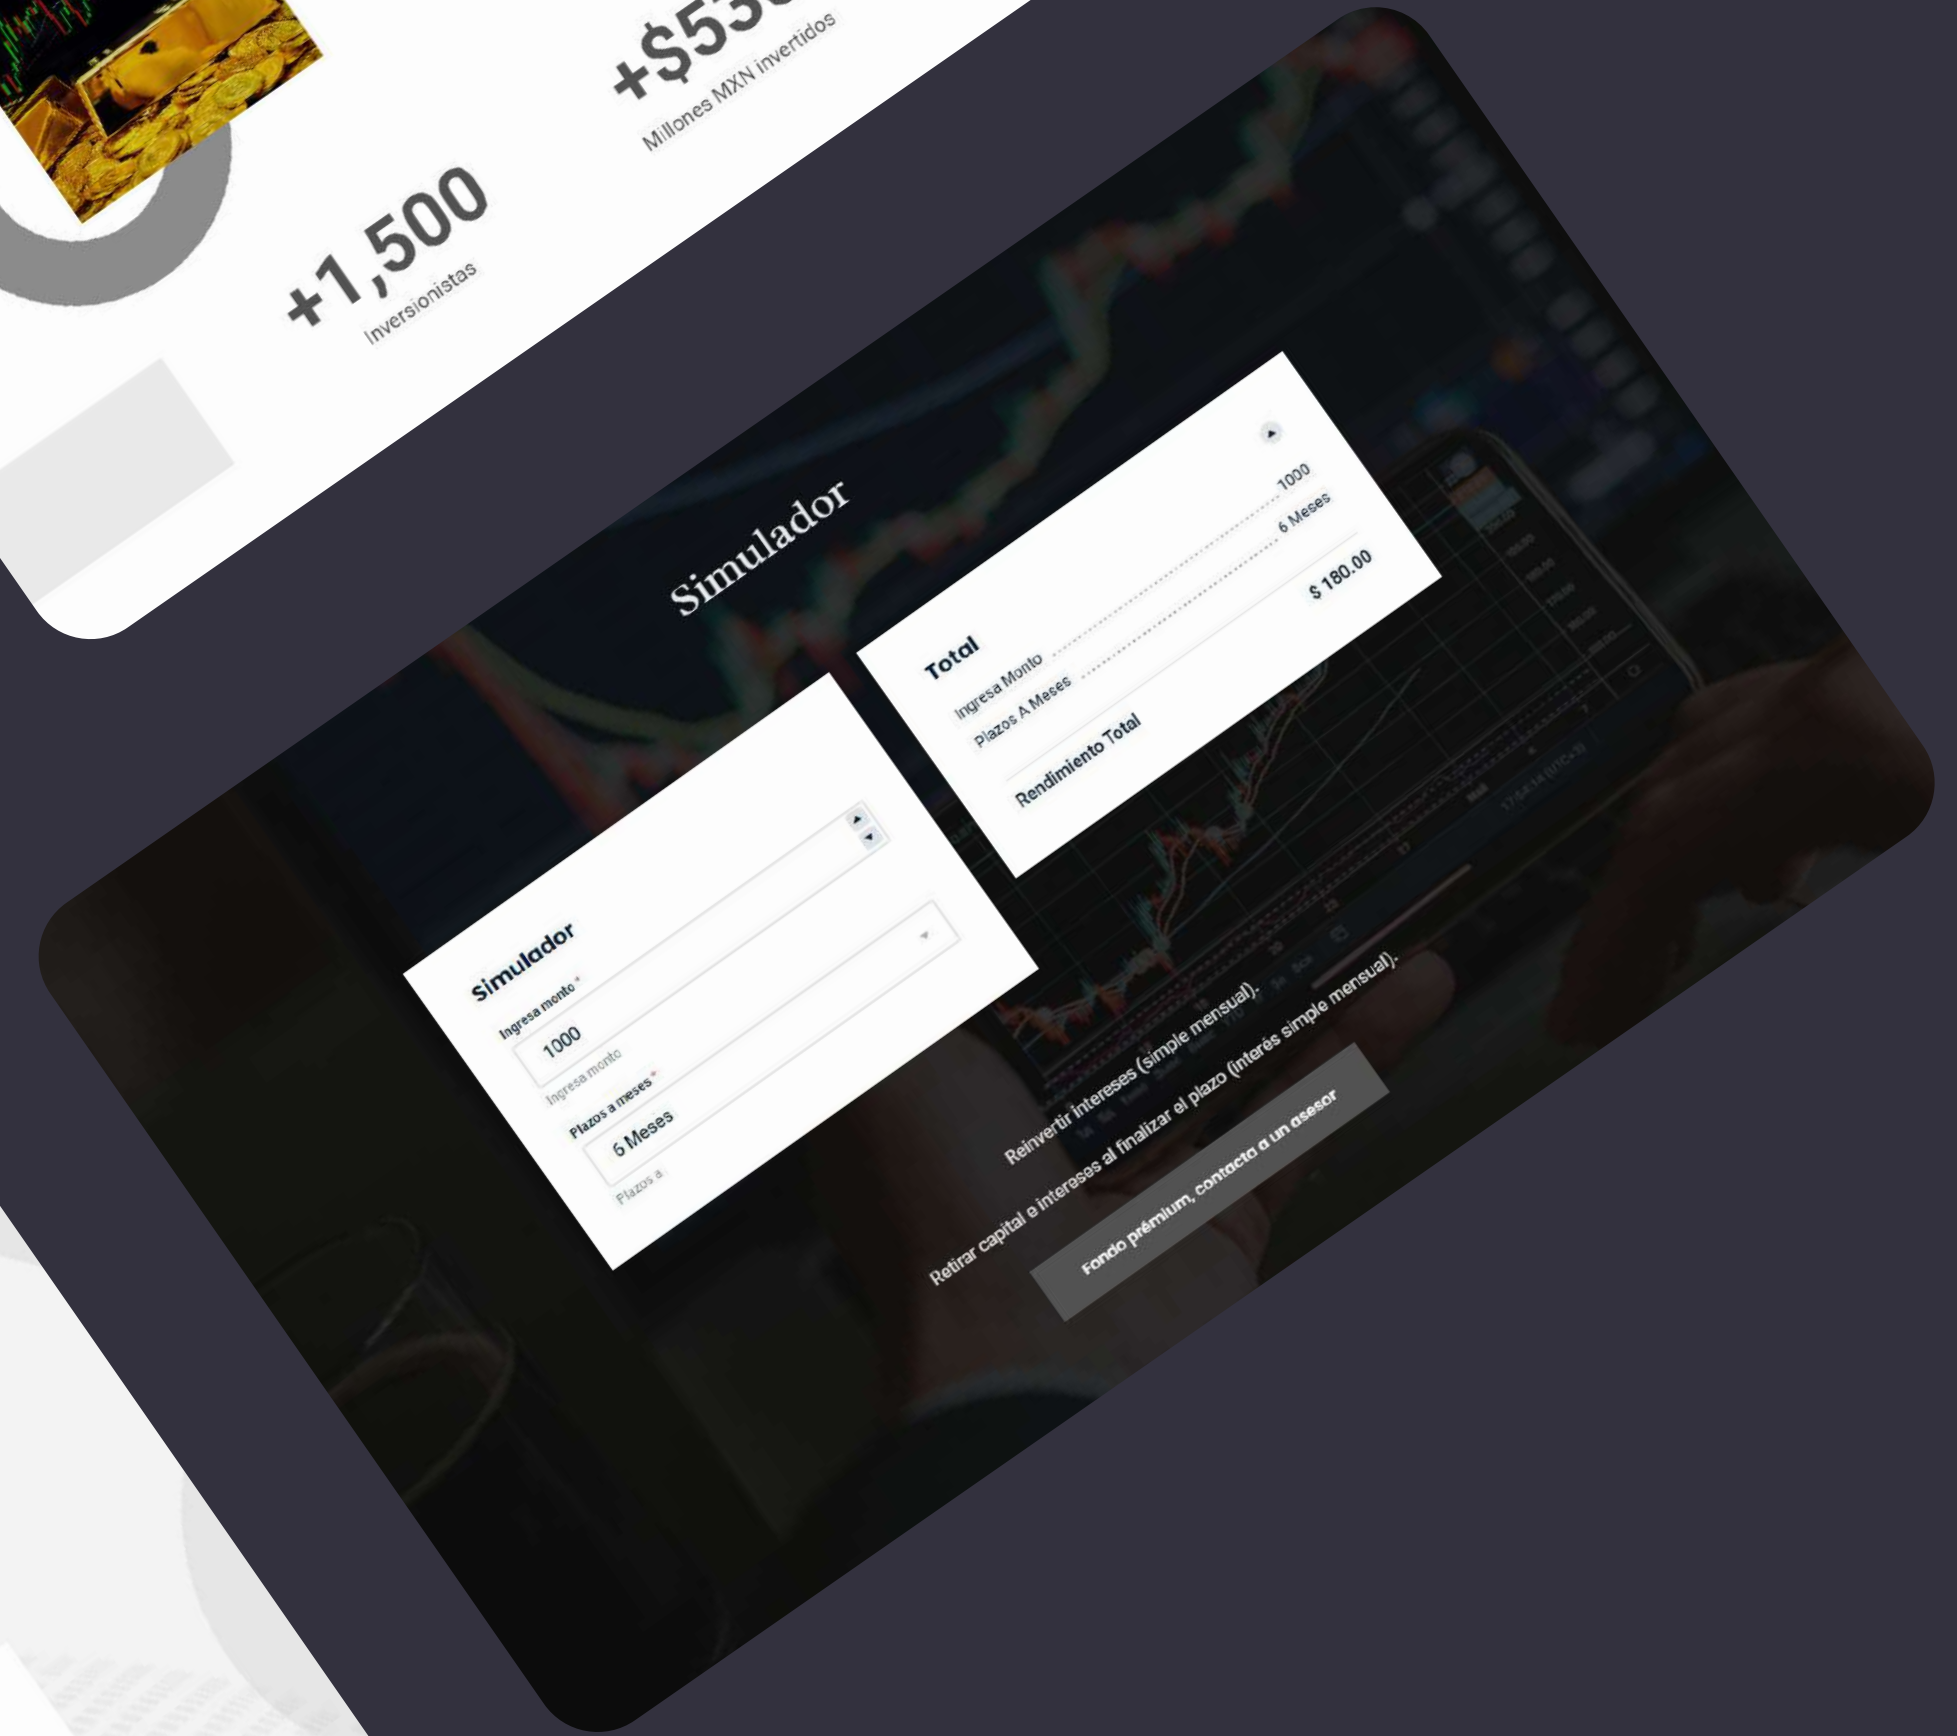 +$53
Millones MXN invertidos
+1,500
Inversionistas
Simulador
Simulador
Ingresa monto *
1000
Ingresa monto
Plazos a meses *
6 Meses
Plazos a
Total
Ingresa Monto 1000
Plazos A Meses 6 Meses
Rendimiento Total $ 180.00
Reinvertir intereses (simple mensual).
Retirar capital e intereses al finalizar el plazo (interés simple mensual).
Fondo prémium, contacta a un asesor